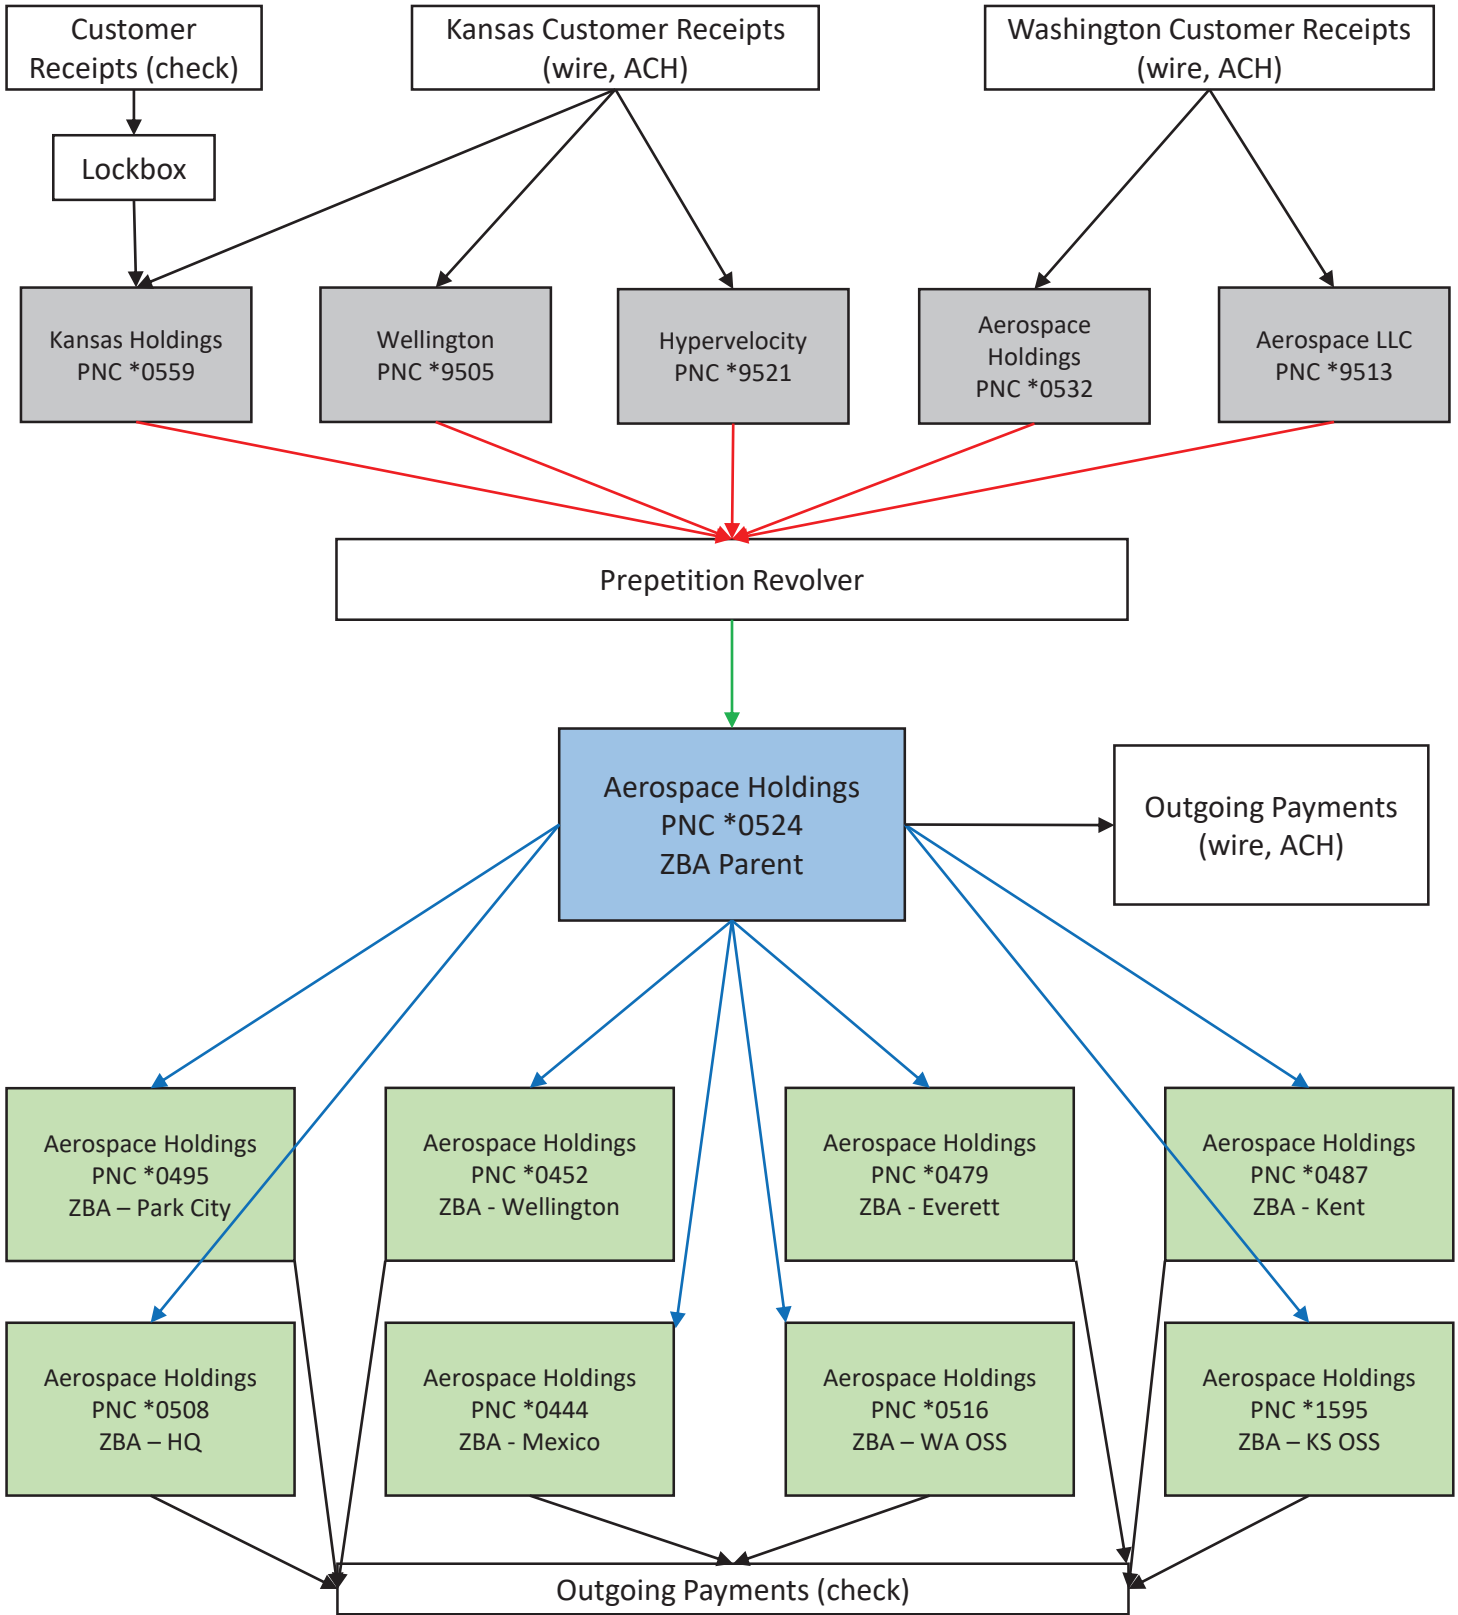 Customer
Receipts (check)
Kansas Customer Receipts
(wire, ACH)
Washington Customer Receipts
(wire, ACH)
Lockbox
Kansas Holdings
PNC *0559
Wellington
PNC *9505
Hypervelocity
PNC *9521
Aerospace
Holdings
PNC *0532
Aerospace LLC
PNC *9513
Prepetition Revolver
Aerospace Holdings
PNC *0524
ZBA Parent
Outgoing Payments
(wire, ACH)
Aerospace Holdings
PNC *0495
ZBA – Park City
Aerospace Holdings
PNC *0452
ZBA - Wellington
Aerospace Holdings
PNC *0479
ZBA - Everett
Aerospace Holdings
PNC *0487
ZBA - Kent
Aerospace Holdings
PNC *0508
ZBA – HQ
Aerospace Holdings
PNC *0444
ZBA - Mexico
Aerospace Holdings
PNC *0516
ZBA – WA OSS
Aerospace Holdings
PNC *1595
ZBA – KS OSS
Outgoing Payments (check)